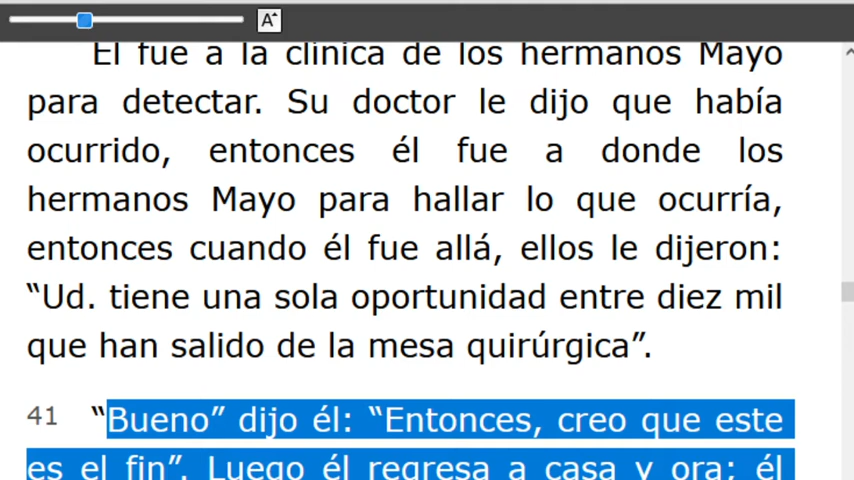 A
El fue a la clínica de los hermanos Mayo
para detectar. Su doctor le dijo que había
ocurrido, entonces él fue a donde los
hermanos Mayo para hallar lo que ocurría,
entonces cuando él fue allá, ellos le dijeron:
“Ud. tiene una sola oportunidad entre diez mil
que han salido de la mesa quirúrgica”.
41 “Bueno” dijo él: “Entonces, creo que este
es el fin”. Luego él regresa a casa y ora; él